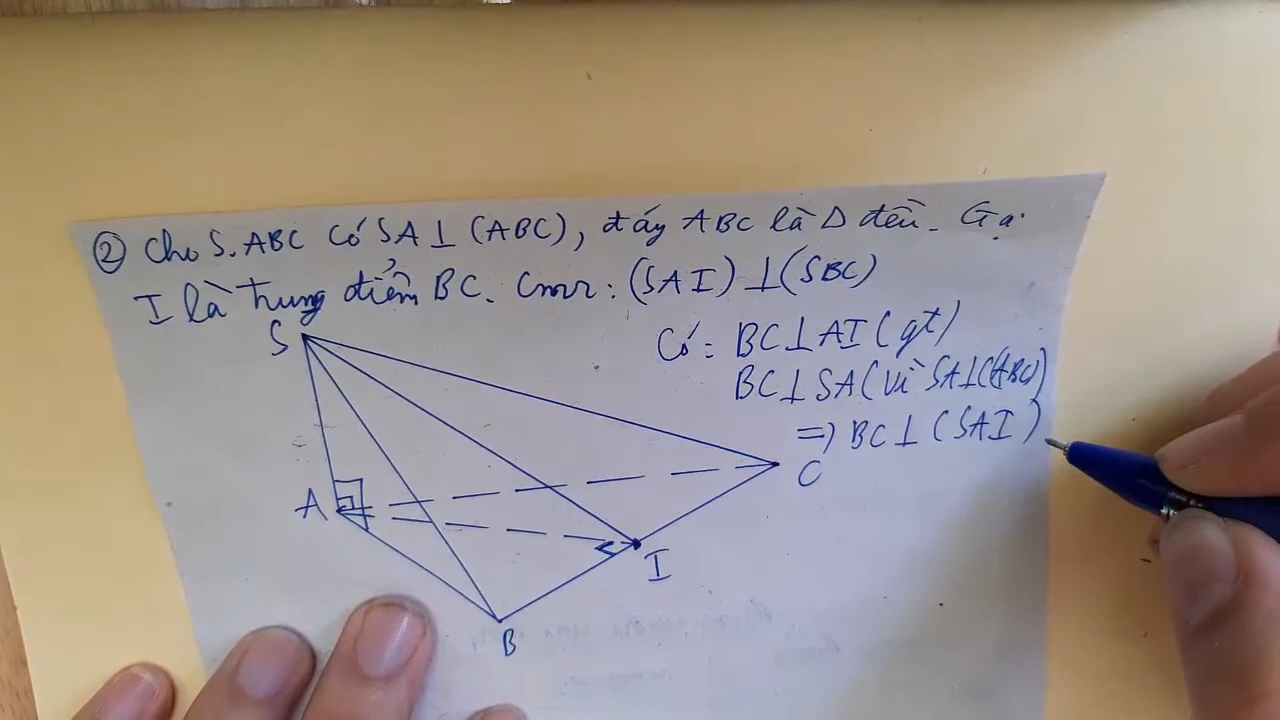 ② Cho S.ABC có SA⊥(ABC), đáy ABC là Δ đều. Gọi
I là trung điểm BC. Cmr: (SAI)⊥(SBC)
Có: BC⊥AI (gt)
BC⊥SA (vì SA⊥(ABC)
=> BC⊥(SAI)
S
A
C
I
B